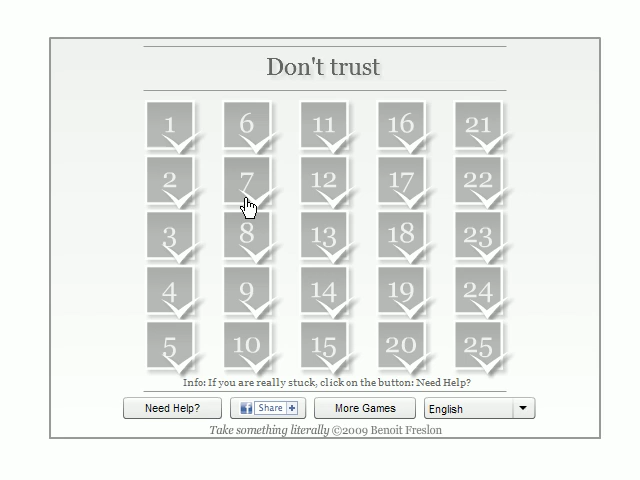 Don't trust
1 6 11 16 21
2 7 12 17 22
3 8 13 18 23
4 9 14 19 24
5 10 15 20 25
Info: If you are really stuck, click on the button: Need Help?
Need Help? Share More Games English
Take something literally ©2009 Benoit Freslon